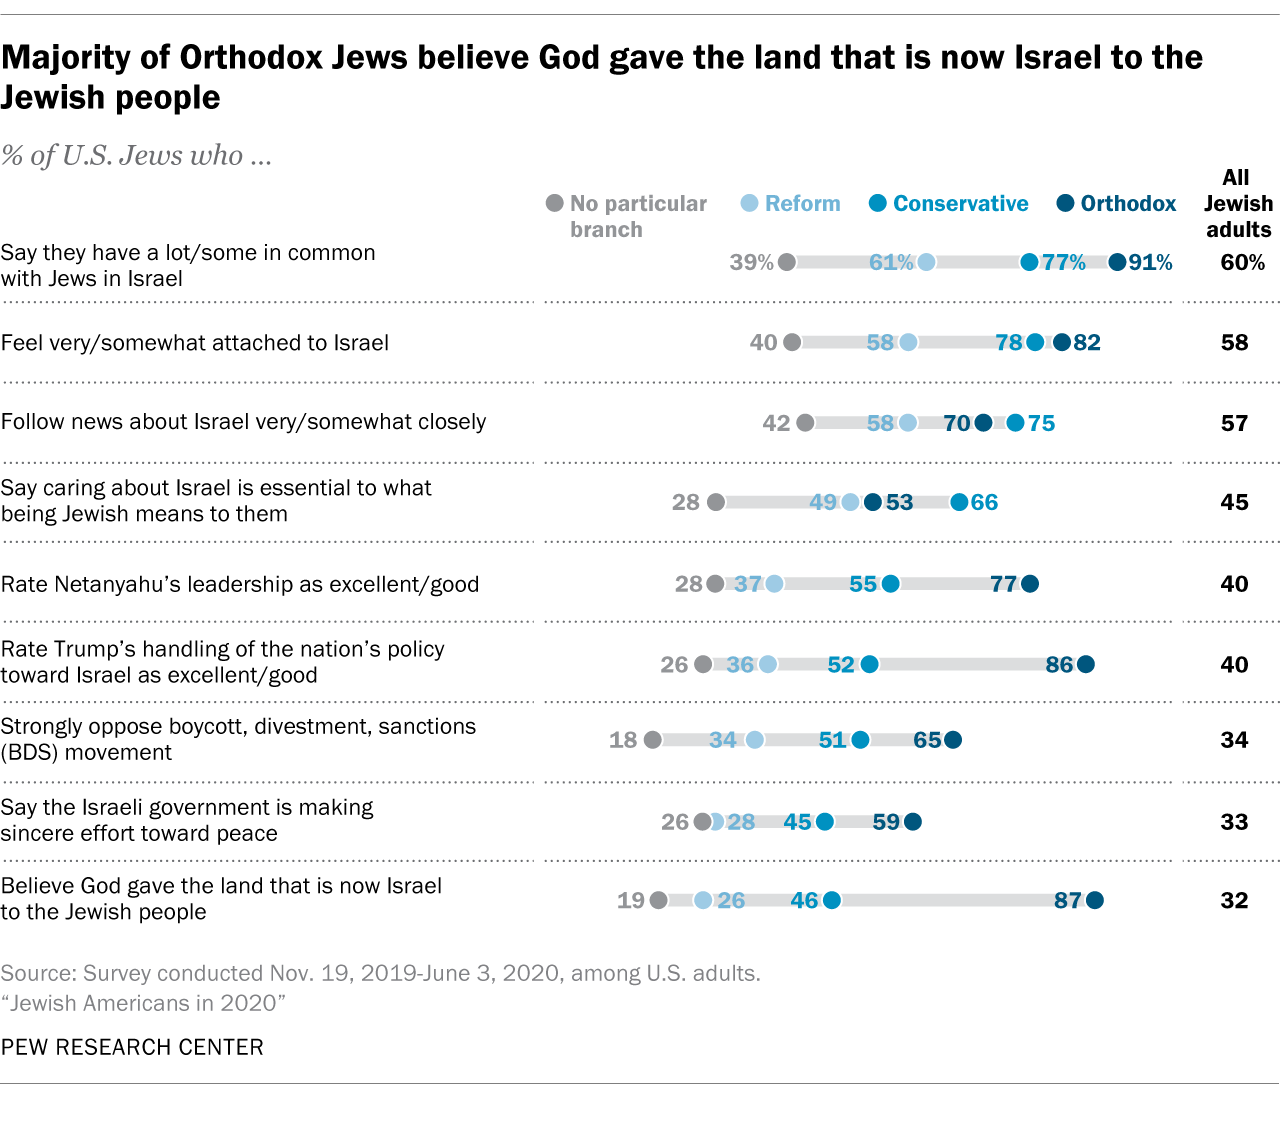 Majority of Orthodox Jews believe God gave the land that is now Israel to the
Jewish people
% of U.S. Jews who ...
No particular
branch
Reform
Conservative
Orthodox
All
Jewish
adults
Say they have a lot/some in common
with Jews in Israel
39% 61% 77% 91% 60%
Feel very/somewhat attached to Israel
40 58 78 82 58
Follow news about Israel very/somewhat closely
42 58 70 75 57
Say caring about Israel is essential to what
being Jewish means to them
28 49 53 66 45
Rate Netanyahu’s leadership as excellent/good
28 37 55 77 40
Rate Trump’s handling of the nation’s policy
toward Israel as excellent/good
26 36 52 86 40
Strongly oppose boycott, divestment, sanctions
(BDS) movement
18 34 51 65 34
Say the Israeli government is making
sincere effort toward peace
26 28 45 59 33
Believe God gave the land that is now Israel
to the Jewish people
19 26 46 87 32
Source: Survey conducted Nov. 19, 2019-June 3, 2020, among U.S. adults.
“Jewish Americans in 2020”
PEW RESEARCH CENTER